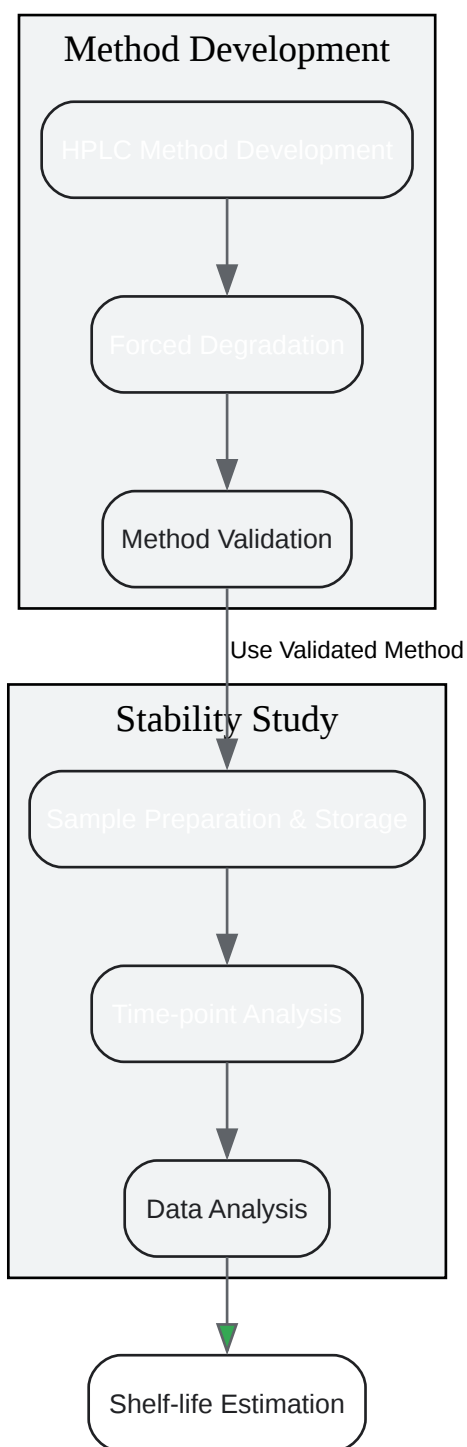 Method Development
HPLC Method Development
Forced Degradation
Method Validation
Use Validated Method
Stability Study
Sample Preparation & Storage
Time-point Analysis
Data Analysis
Shelf-life Estimation